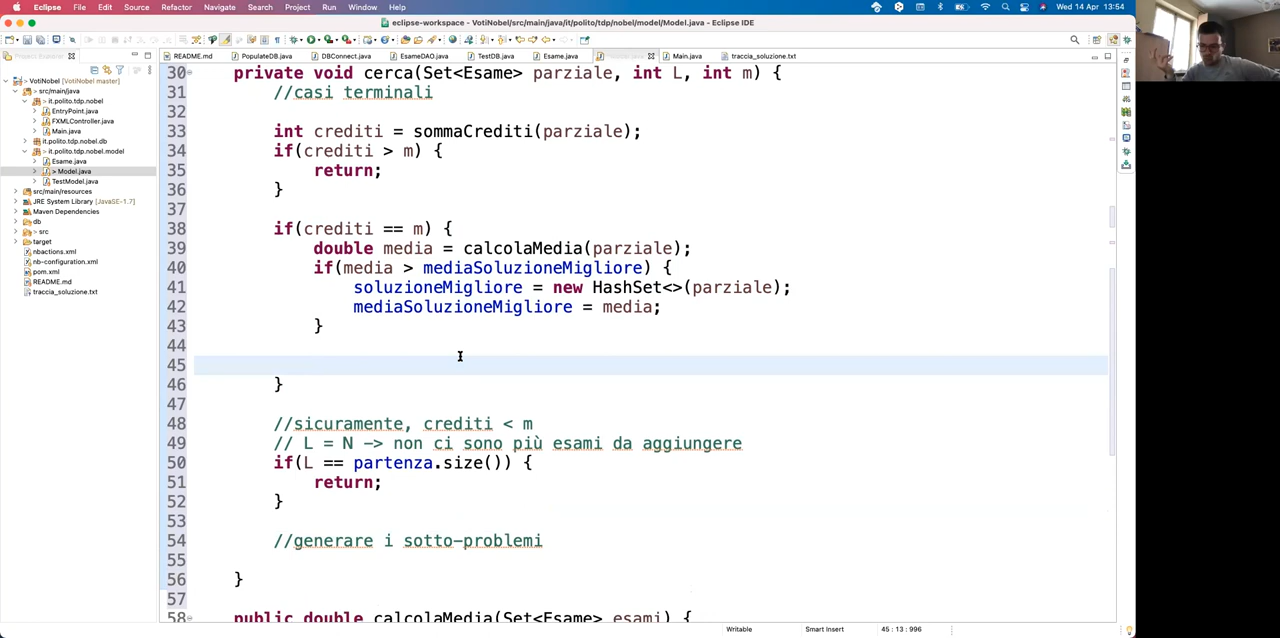 Eclipse File Edit Source Refactor Navigate Search Project Run Window Help Wed 14 Apr 13:54
eclipse-workspace - VotiNobel/src/main/java/it/polito/tdp/nobel/model/Model.java - Eclipse IDE
Project Explorer
README.md PopulateDB.java DBConnect.java EsameDAO.java TestDB.java Esame.java Main.java traccia_soluzione.txt
VotiNobel [VotiNobel master]
src/main/java
it.polito.tdp.nobel
EntryPoint.java
FXMLController.java
Main.java
it.polito.tdp.nobel.db
it.polito.tdp.nobel.model
Esame.java
> Model.java
TestModel.java
src/main/resources
JRE System Library [JavaSE-1.7]
Maven Dependencies
db
> src
target
nbactions.xml
nb-configuration.xml
pom.xml
README.md
traccia_soluzione.txt
30 private void cerca(Set<Esame> parziale, int L, int m) {
31 //casi terminali
32
33 int crediti = sommaCrediti(parziale);
34 if(crediti > m) {
35 return;
36 }
37
38 if(crediti == m) {
39 double media = calcolaMedia(parziale);
40 if(media > mediaSoluzioneMigliore) {
41 soluzioneMigliore = new HashSet<>(parziale);
42 mediaSoluzioneMigliore = media;
43 }
44
45
46 }
47
48 //sicuramente, crediti < m
49 // L = N -> non ci sono più esami da aggiungere
50 if(L == partenza.size()) {
51 return;
52 }
53
54 //generare i sotto-problemi
55
56 }
57
58 public double calcolaMedia(Set<Esame> esami) {
Writable Smart Insert 45 : 13 : 996